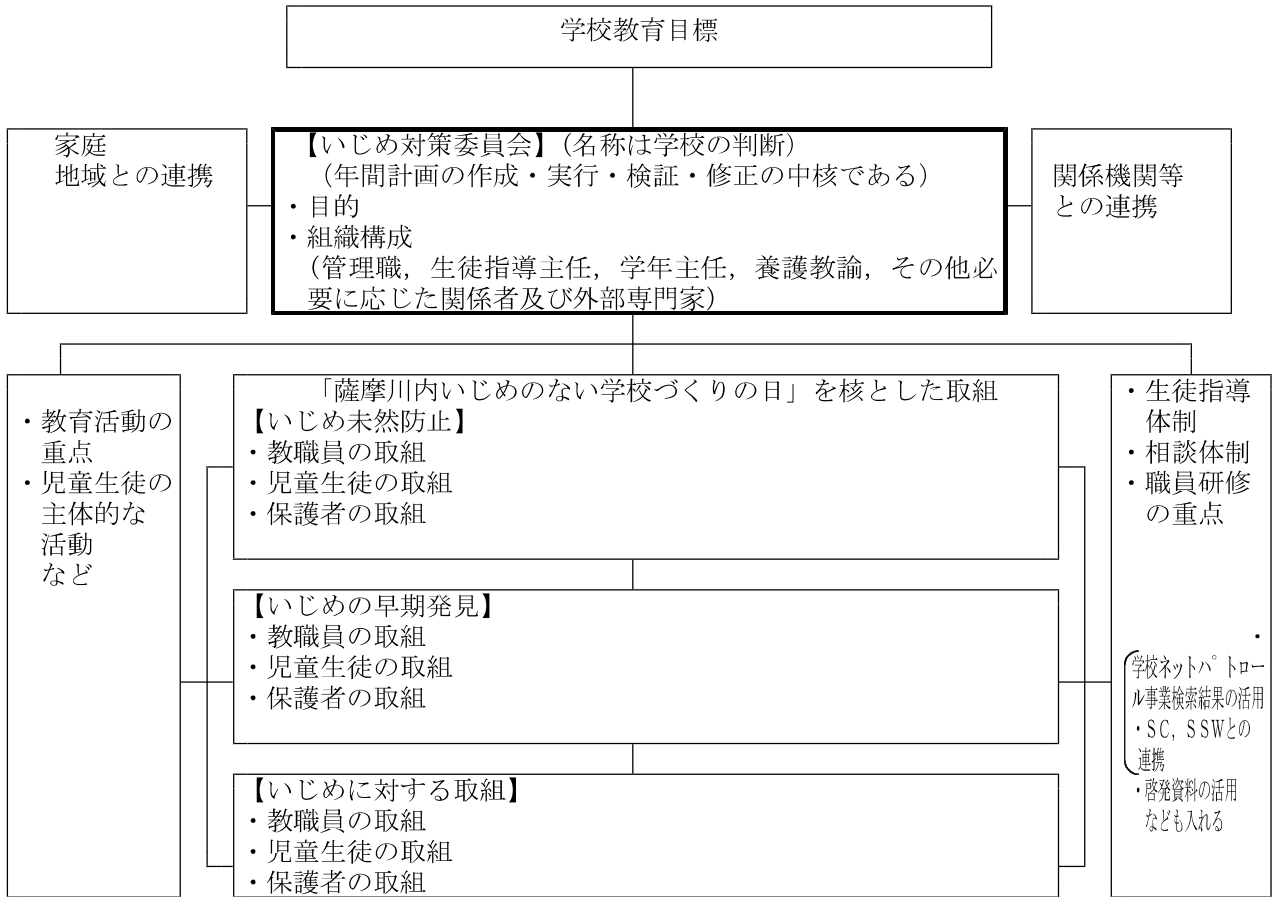 学校教育目標
家庭
地域との連携
【いじめ対策委員会】(名称は学校の判断)
(年間計画の作成・実行・検証・修正の中核である)
・目的
・組織構成
(管理職，生徒指導主任，学年主任，養護教諭，その他必
要に応じた関係者及び外部専門家)
関係機関等
との連携
・教育活動の
重点
・児童生徒の
主体的な
活動
など
「薩摩川内いじめのない学校づくりの日」を核とした取組
【いじめ未然防止】
・教職員の取組
・児童生徒の取組
・保護者の取組
【いじめの早期発見】
・教職員の取組
・児童生徒の取組
・保護者の取組
【いじめに対する取組】
・教職員の取組
・児童生徒の取組
・保護者の取組
・生徒指導
体制
・相談体制
・職員研修
の重点
・
学校ネットパトロー
ル事業検索結果の活用
・SC，SSWとの
連携
・啓発資料の活用
なども入れる